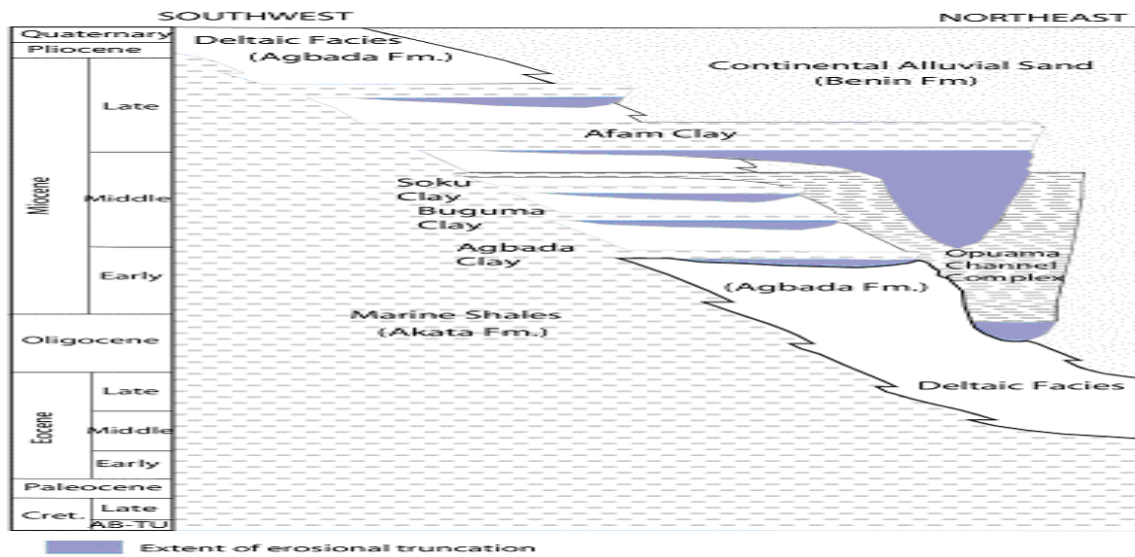 SOUTHWEST
NORTHEAST
Quaternary
Pliocene
Miocene
Late
Middle
Early
Oligocene
Eocene
Late
Middle
Early
Paleocene
Cret.
Late
AB-TU
Deltaic Facies
(Agbada Fm.)
Continental Alluvial Sand
(Benin Fm)
Afam Clay
Soku
Clay
Buguma
Clay
Agbada
Clay
Opuama
Channel
Complex
(Agbada Fm.)
Marine Shales
(Akata Fm.)
Deltaic Facies
Extent of erosional truncation